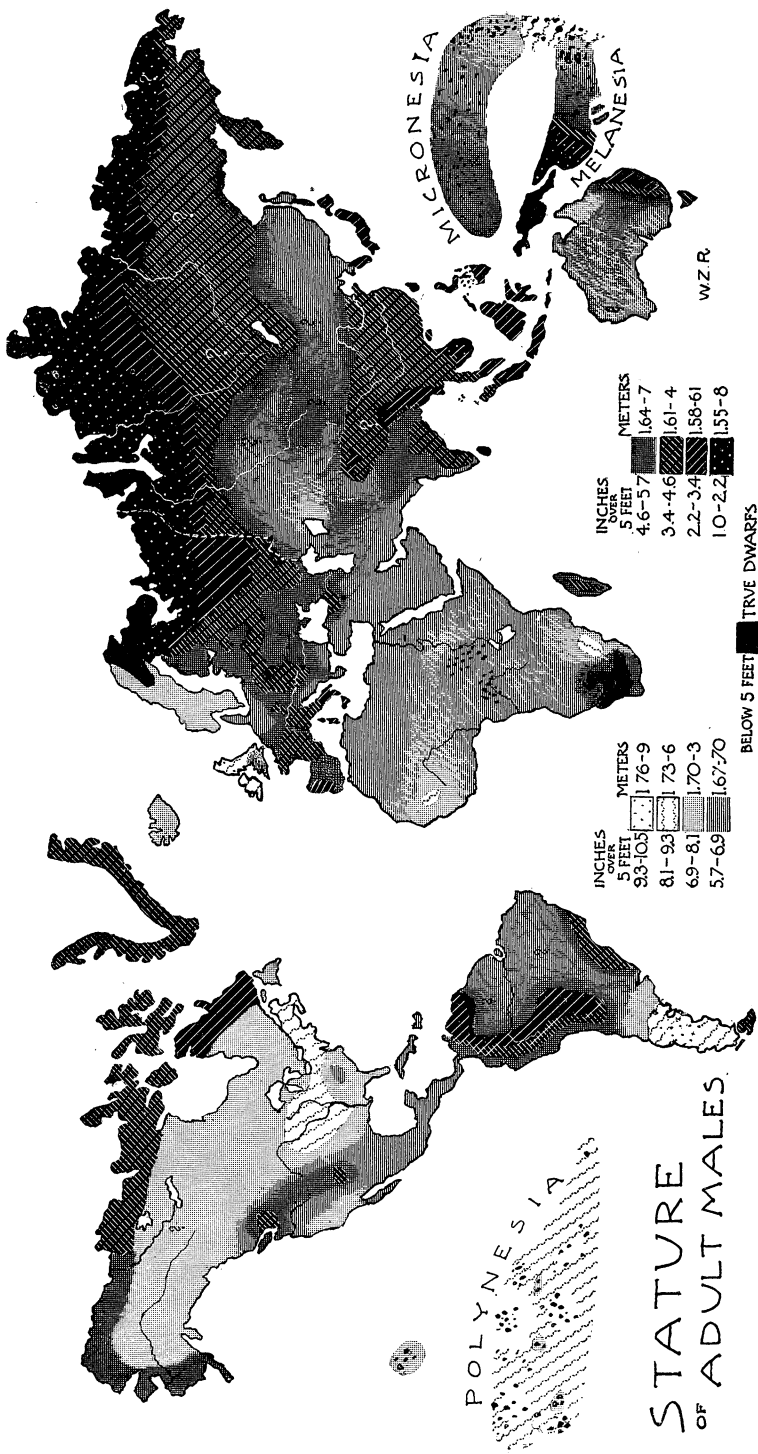 MICRONESIA
MELANESIA
W.Z.R.
POLYNESIA
STATURE
OF
ADULT MALES
INCHES
OVER
5 FEET METERS
9.3-10.5 1.76-9
8.1-9.3 1.73-6
6.9-8.1 1.70-3
5.7-6.9 1.67-70
INCHES
OVER
5 FEET METERS
4.6-5.7 1.64-7
3.4-4.6 1.61-4
2.2-3.4 1.58-61
1.0-2.2 1.55-8
BELOW 5 FEET TRVE DWARFS